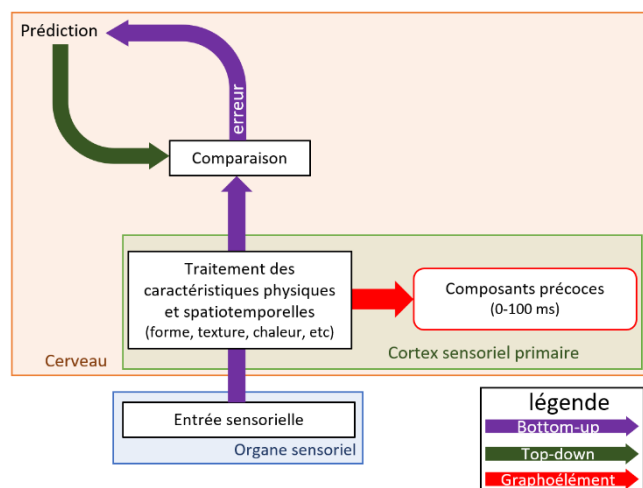 Prédiction
erreur
Comparaison
Traitement des
caractéristiques physiques
et spatiotemporelles
(forme, texture, chaleur, etc)
Composants précoces
(0-100 ms)
Cerveau
Cortex sensoriel primaire
Entrée sensorielle
Organe sensoriel
légende
Bottom-up
Top-down
Graphoélément